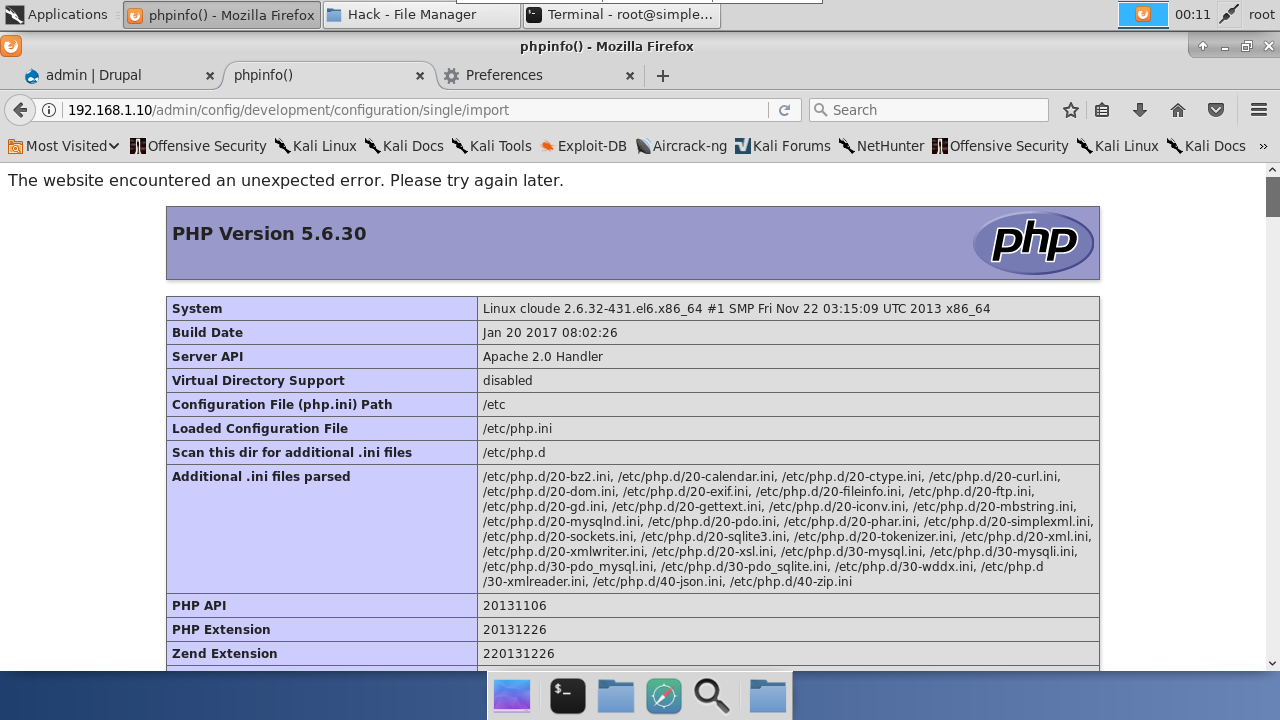 Applications
phpinfo() - Mozilla Firefox
Hack - File Manager
Terminal - root@simple...
00:11
root
phpinfo() - Mozilla Firefox
admin | Drupal
phpinfo()
Preferences
192.168.1.10/admin/config/development/configuration/single/import
Search
Most Visited
Offensive Security
Kali Linux
Kali Docs
Kali Tools
Exploit-DB
Aircrack-ng
Kali Forums
NetHunter
Offensive Security
Kali Linux
Kali Docs
»
The website encountered an unexpected error. Please try again later.
PHP Version 5.6.30
php
System Linux cloude 2.6.32-431.el6.x86_64 #1 SMP Fri Nov 22 03:15:09 UTC 2013 x86_64
Build Date Jan 20 2017 08:02:26
Server API Apache 2.0 Handler
Virtual Directory Support disabled
Configuration File (php.ini) Path /etc
Loaded Configuration File /etc/php.ini
Scan this dir for additional .ini files /etc/php.d
Additional .ini files parsed /etc/php.d/20-bz2.ini, /etc/php.d/20-calendar.ini, /etc/php.d/20-ctype.ini, /etc/php.d/20-curl.ini,
/etc/php.d/20-dom.ini, /etc/php.d/20-exif.ini, /etc/php.d/20-fileinfo.ini, /etc/php.d/20-ftp.ini,
/etc/php.d/20-gd.ini, /etc/php.d/20-gettext.ini, /etc/php.d/20-iconv.ini, /etc/php.d/20-mbstring.ini,
/etc/php.d/20-mysqlnd.ini, /etc/php.d/20-pdo.ini, /etc/php.d/20-phar.ini, /etc/php.d/20-simplexml.ini,
/etc/php.d/20-sockets.ini, /etc/php.d/20-sqlite3.ini, /etc/php.d/20-tokenizer.ini, /etc/php.d/20-xml.ini,
/etc/php.d/20-xmlwriter.ini, /etc/php.d/20-xsl.ini, /etc/php.d/30-mysql.ini, /etc/php.d/30-mysqli.ini,
/etc/php.d/30-pdo_mysql.ini, /etc/php.d/30-pdo_sqlite.ini, /etc/php.d/30-wddx.ini, /etc/php.d
/30-xmlreader.ini, /etc/php.d/40-json.ini, /etc/php.d/40-zip.ini
PHP API 20131106
PHP Extension 20131226
Zend Extension 220131226
$_